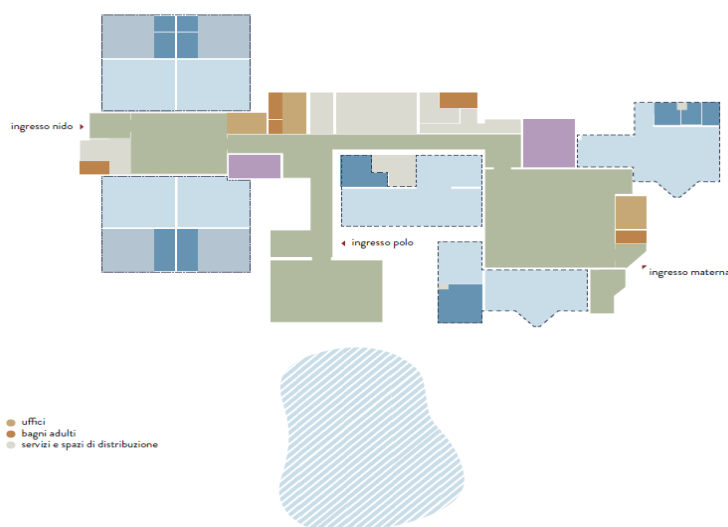 ingresso nido
ingresso polo
ingresso materna
uffici
bagni adulti
servizi e spazi di distribuzione